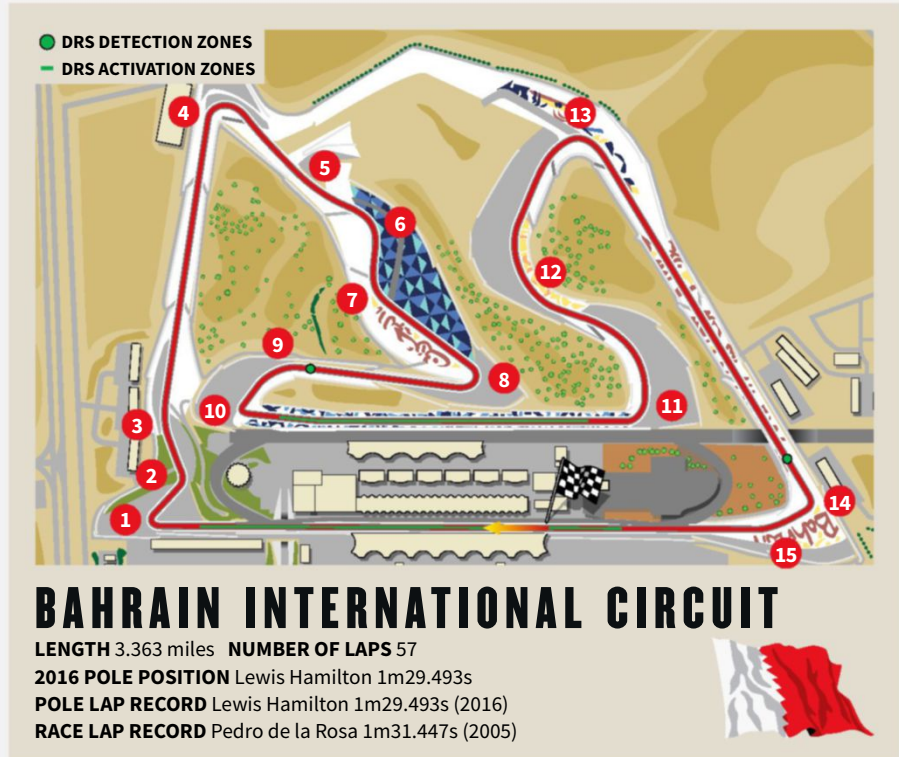 DRS DETECTION ZONES
DRS ACTIVATION ZONES
4
13
5
6
12
7
9
8
10
11
3
2
14
1
15
BAHRAIN INTERNATIONAL CIRCUIT
LENGTH 3.363 miles NUMBER OF LAPS 57
2016 POLE POSITION Lewis Hamilton 1m29.493s
POLE LAP RECORD Lewis Hamilton 1m29.493s (2016)
RACE LAP RECORD Pedro de la Rosa 1m31.447s (2005)